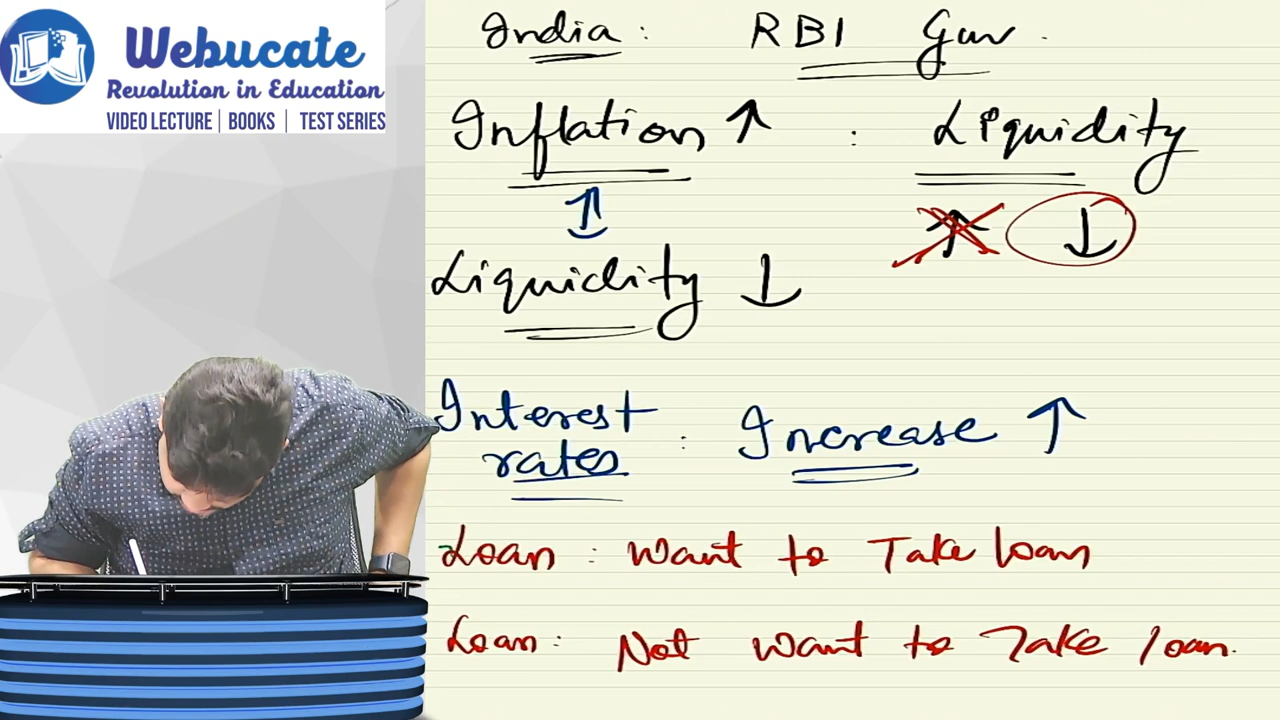 Webucate
Revolution in Education
VIDEO LECTURE | BOOKS | TEST SERIES
India: RBI Guv.
Inflation ↑ : Liquidity
↑ ↓
↑
Liquidity ↓
Interest rates : Increase ↑
Loan : Want to Take loan
Loan : Not want to Take loan.